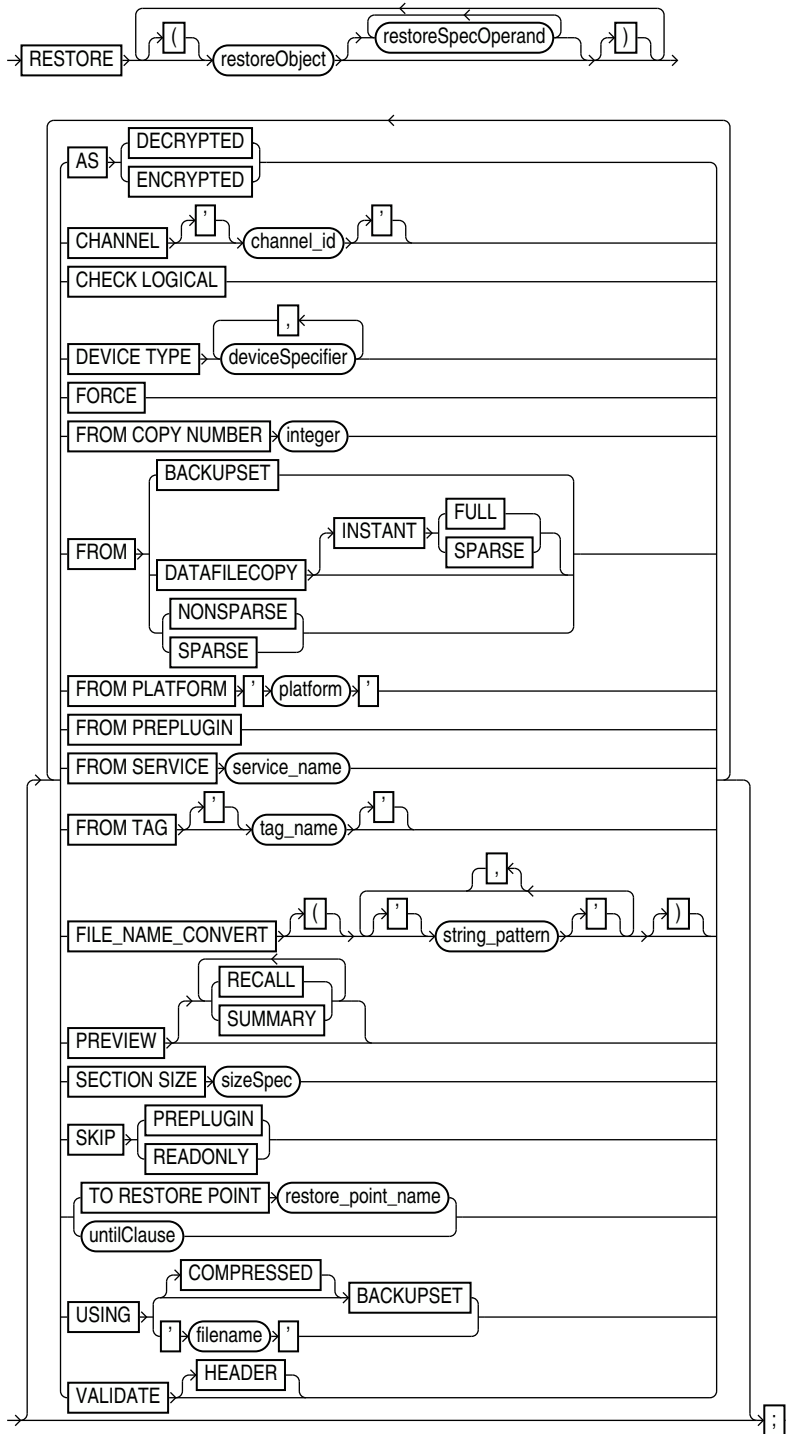 ( restoreSpecOperand )
RESTORE restoreObject
DECRYPTED
AS
ENCRYPTED
' '
CHANNEL channel_id
CHECK LOGICAL
,
DEVICE TYPE deviceSpecifier
FORCE
FROM COPY NUMBER integer
BACKUPSET
FULL
INSTANT
SPARSE
FROM
DATAFILECOPY
NONSPARSE
SPARSE
FROM PLATFORM ' platform '
FROM PREPLUGIN
FROM SERVICE service_name
' '
FROM TAG tag_name
,
( ' ' )
FILE_NAME_CONVERT string_pattern
RECALL
SUMMARY
PREVIEW
SECTION SIZE sizeSpec
PREPLUGIN
SKIP
READONLY
TO RESTORE POINT restore_point_name
untilClause
COMPRESSED
BACKUPSET
USING
' filename '
HEADER
VALIDATE
;